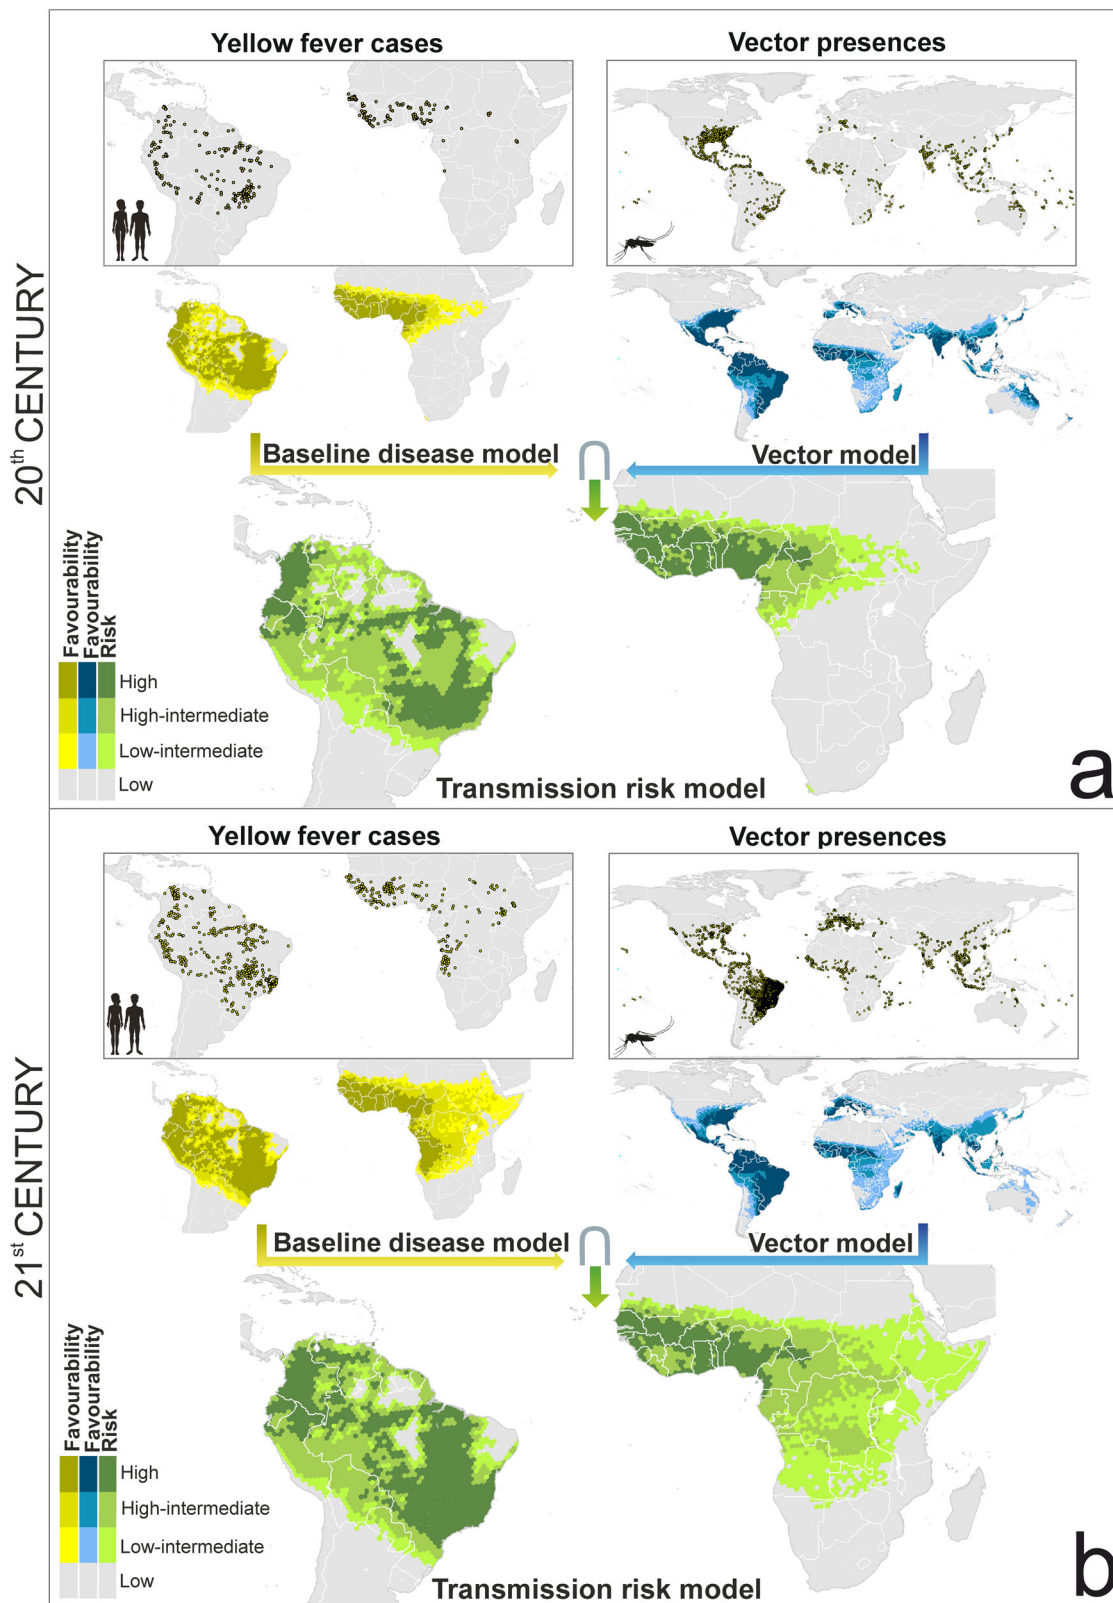 Yellow fever cases
Vector presences
20th CENTURY
Baseline disease model
Vector model
Favourability
Favourability
Risk
High
High-intermediate
Low-intermediate
Low
Transmission risk model
a
Yellow fever cases
Vector presences
21st CENTURY
Baseline disease model
Vector model
Favourability
Favourability
Risk
High
High-intermediate
Low-intermediate
Low
Transmission risk model
b